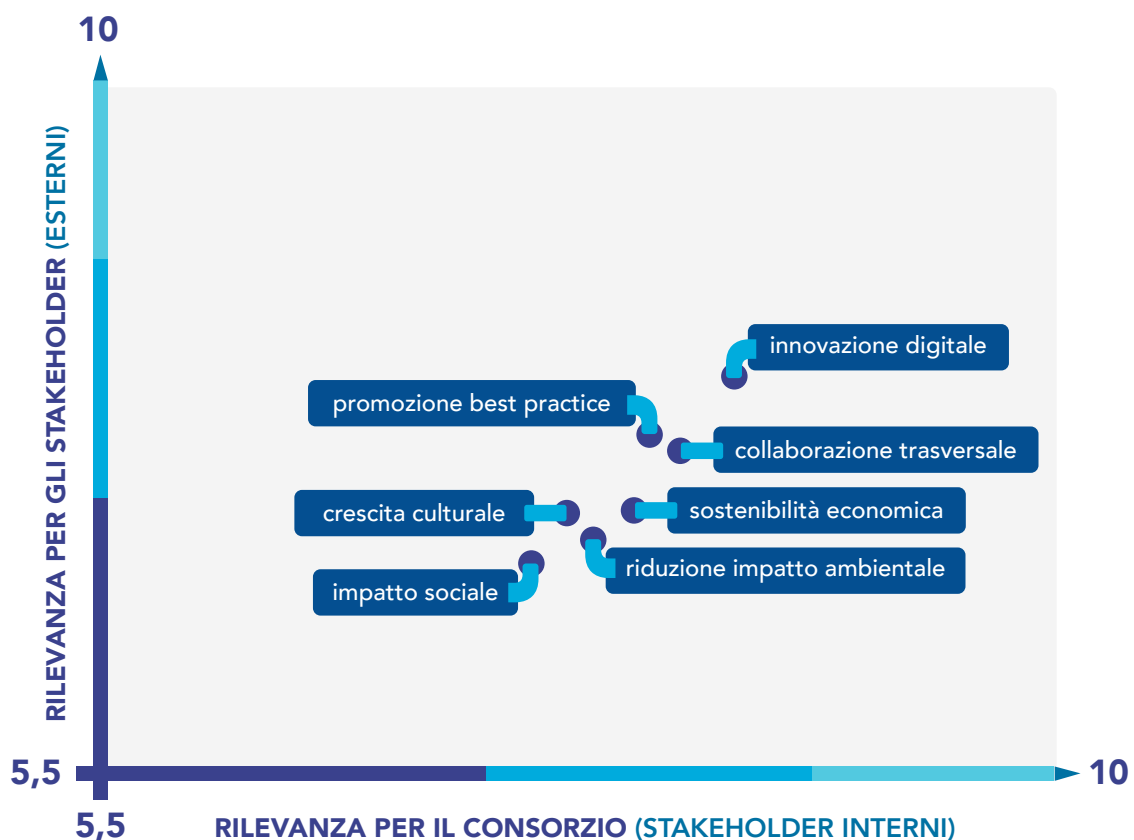 10
RILEVANZA PER GLI STAKEHOLDER (ESTERNI)
innovazione digitale
promozione best practice
collaborazione trasversale
crescita culturale
sostenibilità economica
riduzione impatto ambientale
impatto sociale
5,5
10
5,5
RILEVANZA PER IL CONSORZIO (STAKEHOLDER INTERNI)